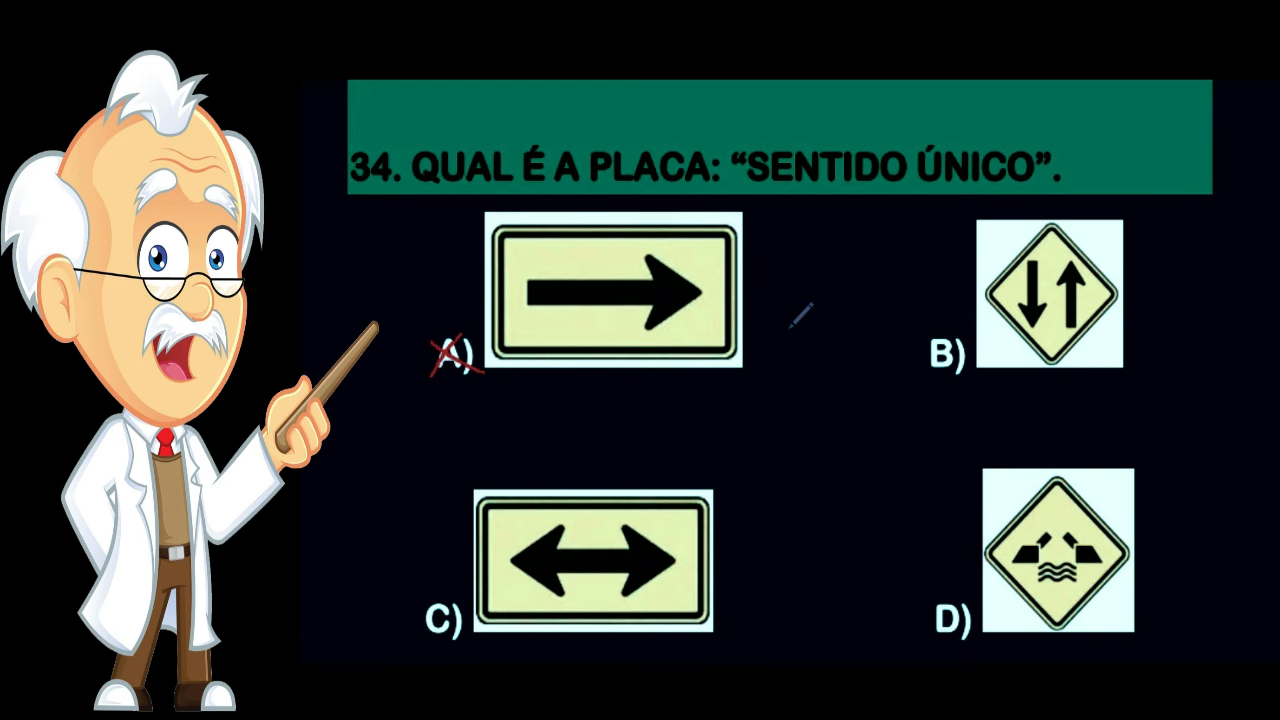 34. QUAL É A PLACA: “SENTIDO ÚNICO”.
A)
B)
C)
D)